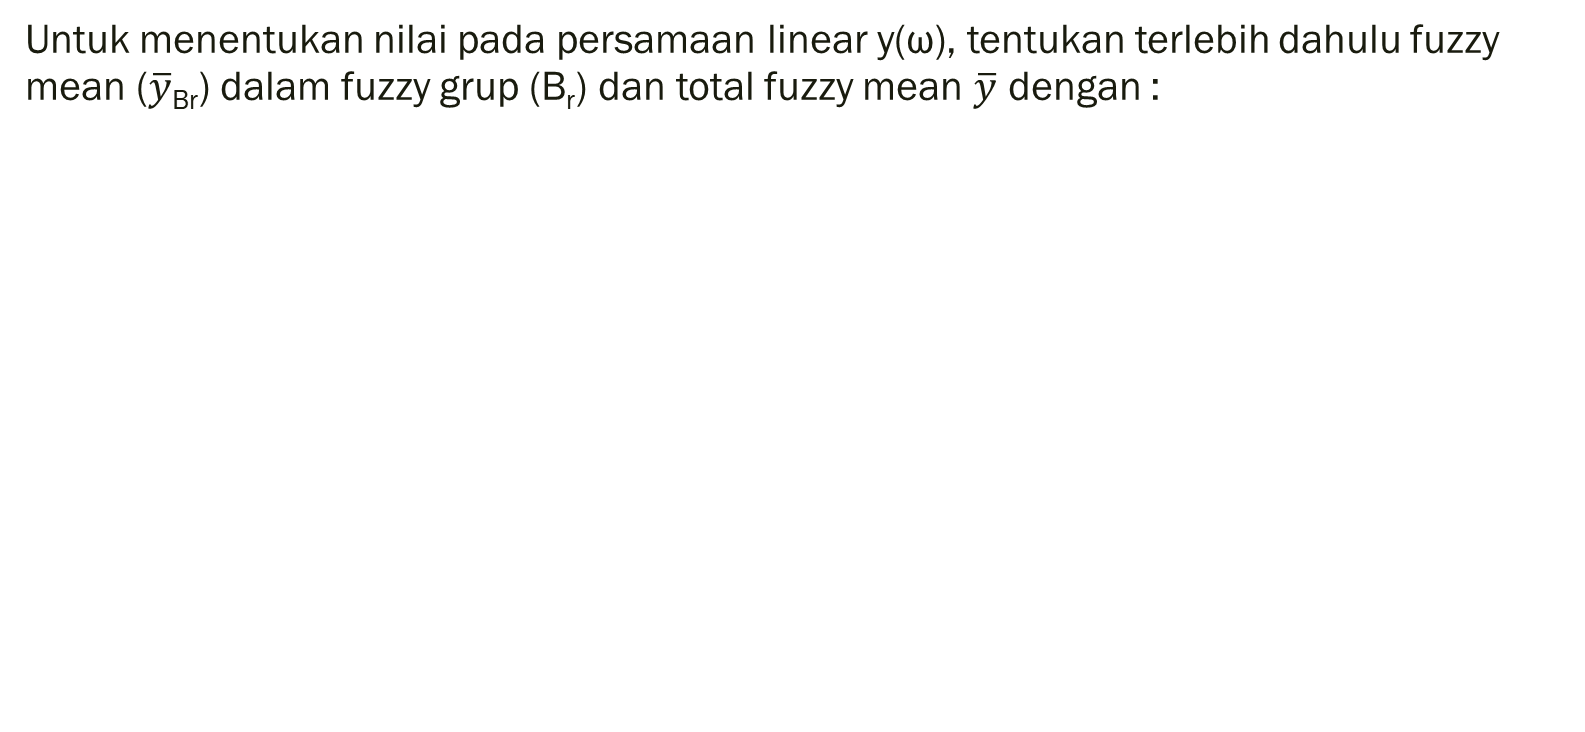 Untuk menentukan nilai pada persamaan linear y(ω), tentukan terlebih dahulu fuzzy
mean (ȳBr) dalam fuzzy grup (Br) dan total fuzzy mean ȳ dengan :